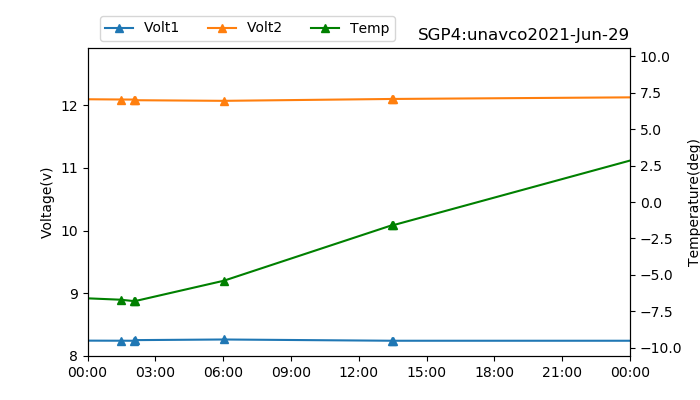 Volt1 Volt2 Temp
SGP4:unavco2021-Jun-29
Voltage(v)
12
11
10
9
8
10.0
7.5
5.0
2.5
0.0
−2.5
−5.0
−7.5
−10.0
Temperature(deg)
00:00 03:00 06:00 09:00 12:00 15:00 18:00 21:00 00:00